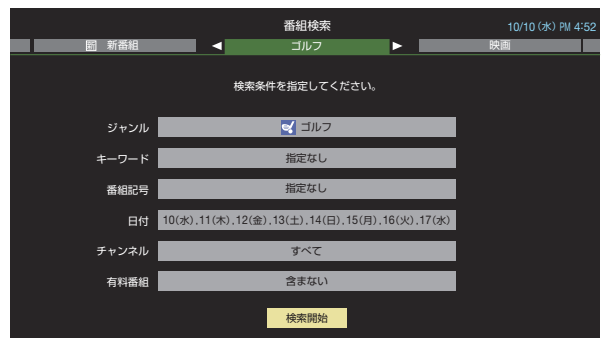 番組検索 10/10(水) PM 4:52
新番組 ◀ ゴルフ ▶ 映画
検索条件を指定してください。
ジャンル ゴルフ
キーワード 指定なし
番組記号 指定なし
日付 10(水),11(木),12(金),13(土),14(日),15(月),16(火),17(水)
チャンネル すべて
有料番組 含まない
検索開始